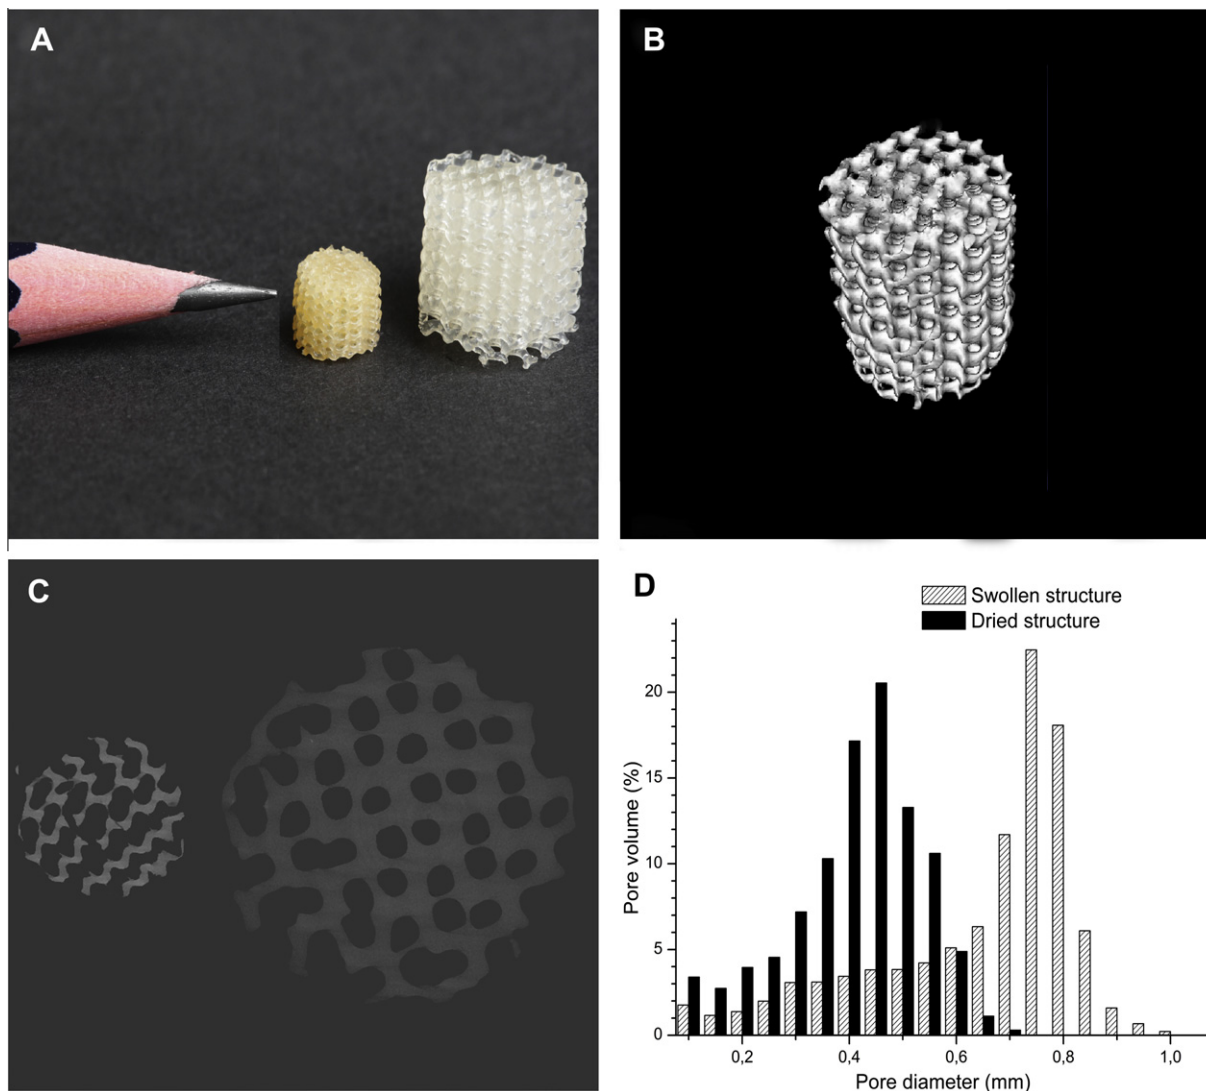 A
B
C
D
Swollen structure
Dried structure
Pore volume (%)
20
15
10
5
0
0,2
0,4
0,6
0,8
1,0
Pore diameter (mm)